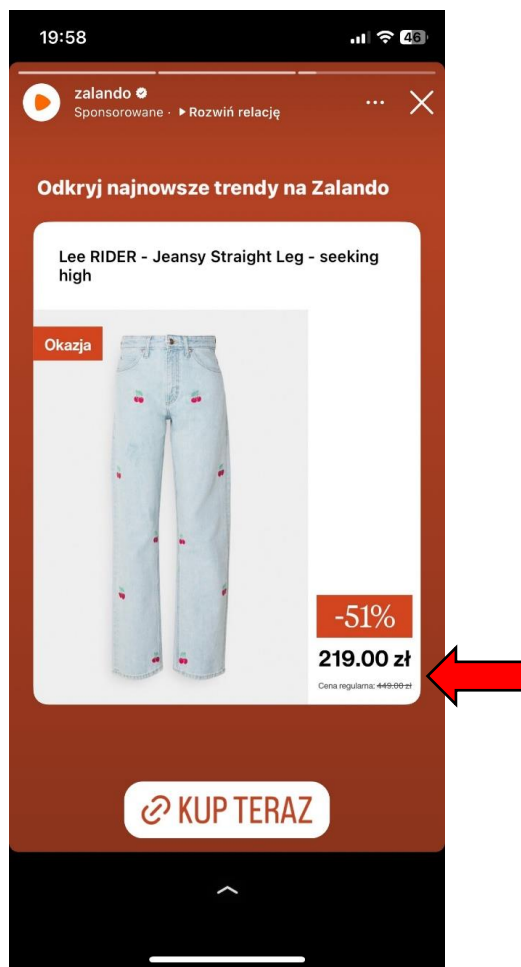 19:58
46
zalando
Sponsorowane · Rozwiń relację
Odkryj najnowsze trendy na Zalando
Lee RIDER - Jeansy Straight Leg - seeking
high
Okazja
-51%
219.00 zł
Cena regularna: 449.00 zł
KUP TERAZ